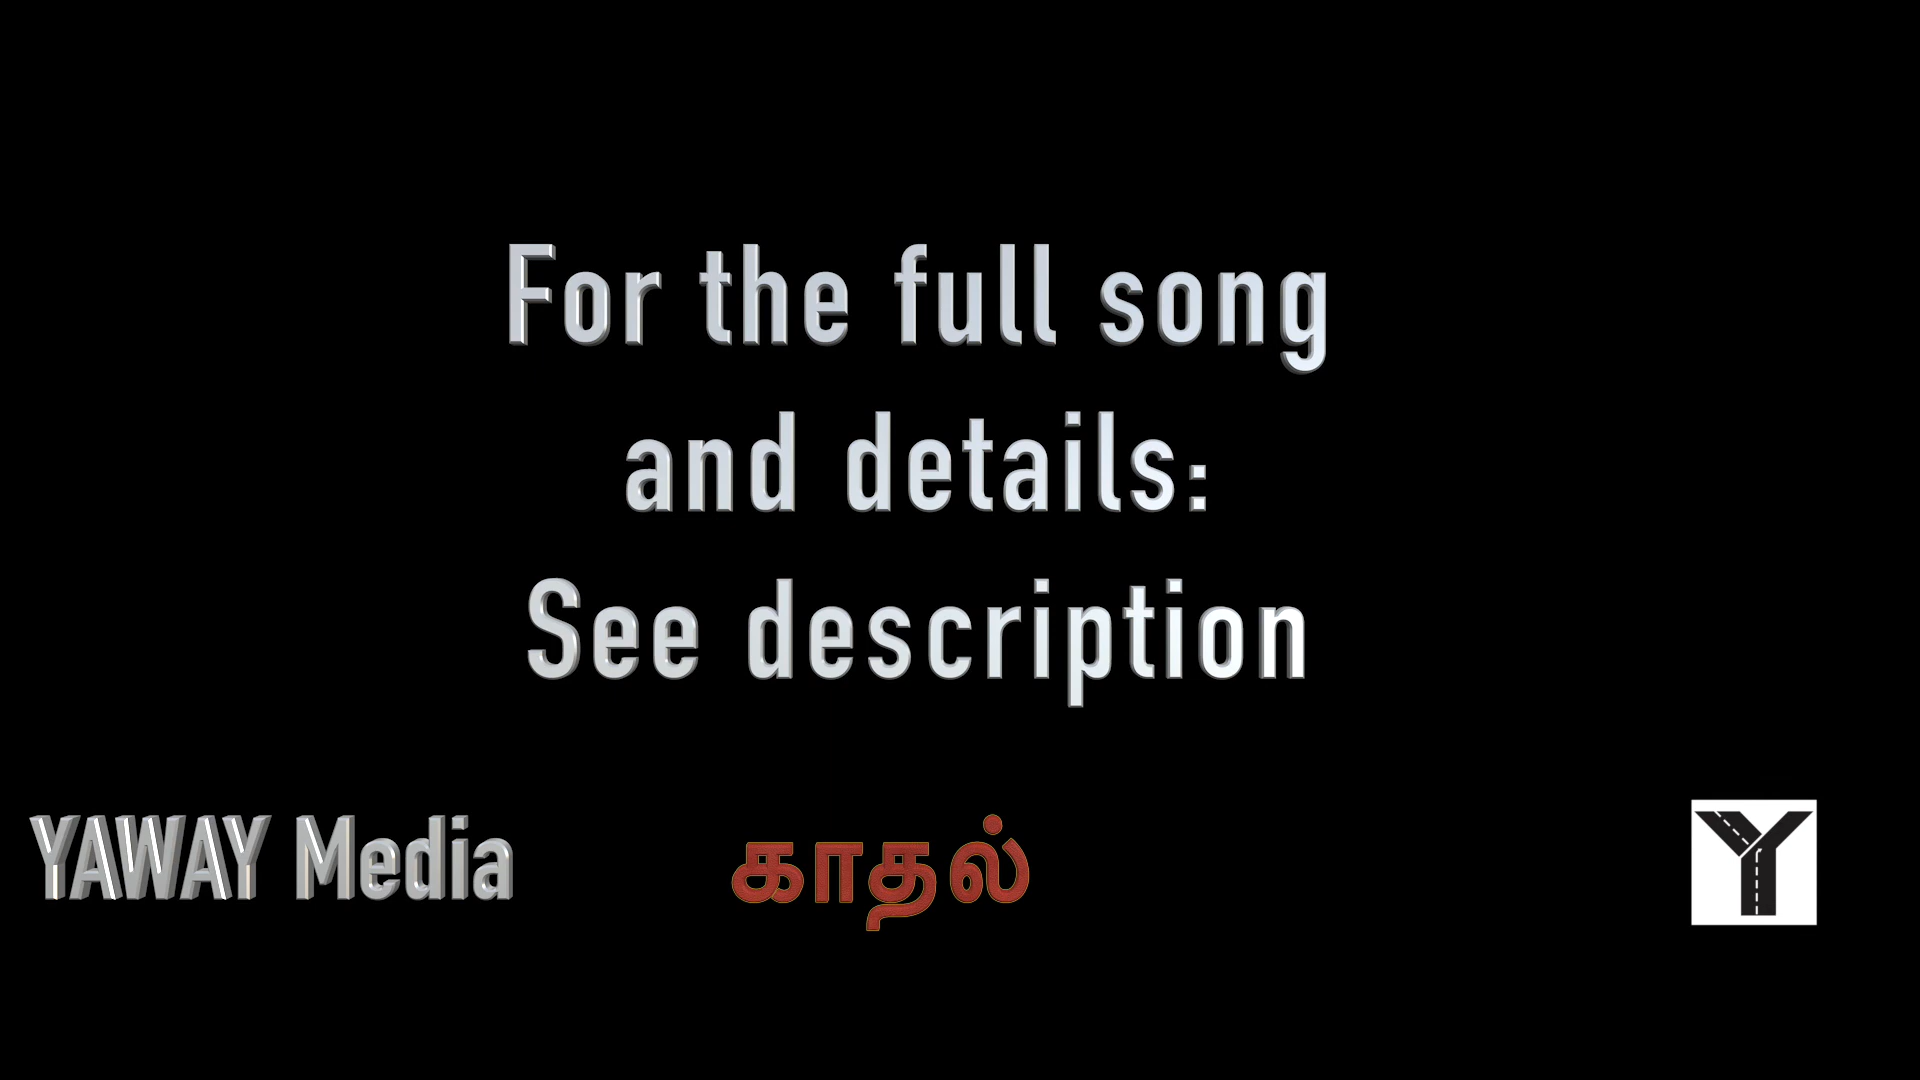 For the full song
and details:
See description
YAWAY Media
காதல்
Y